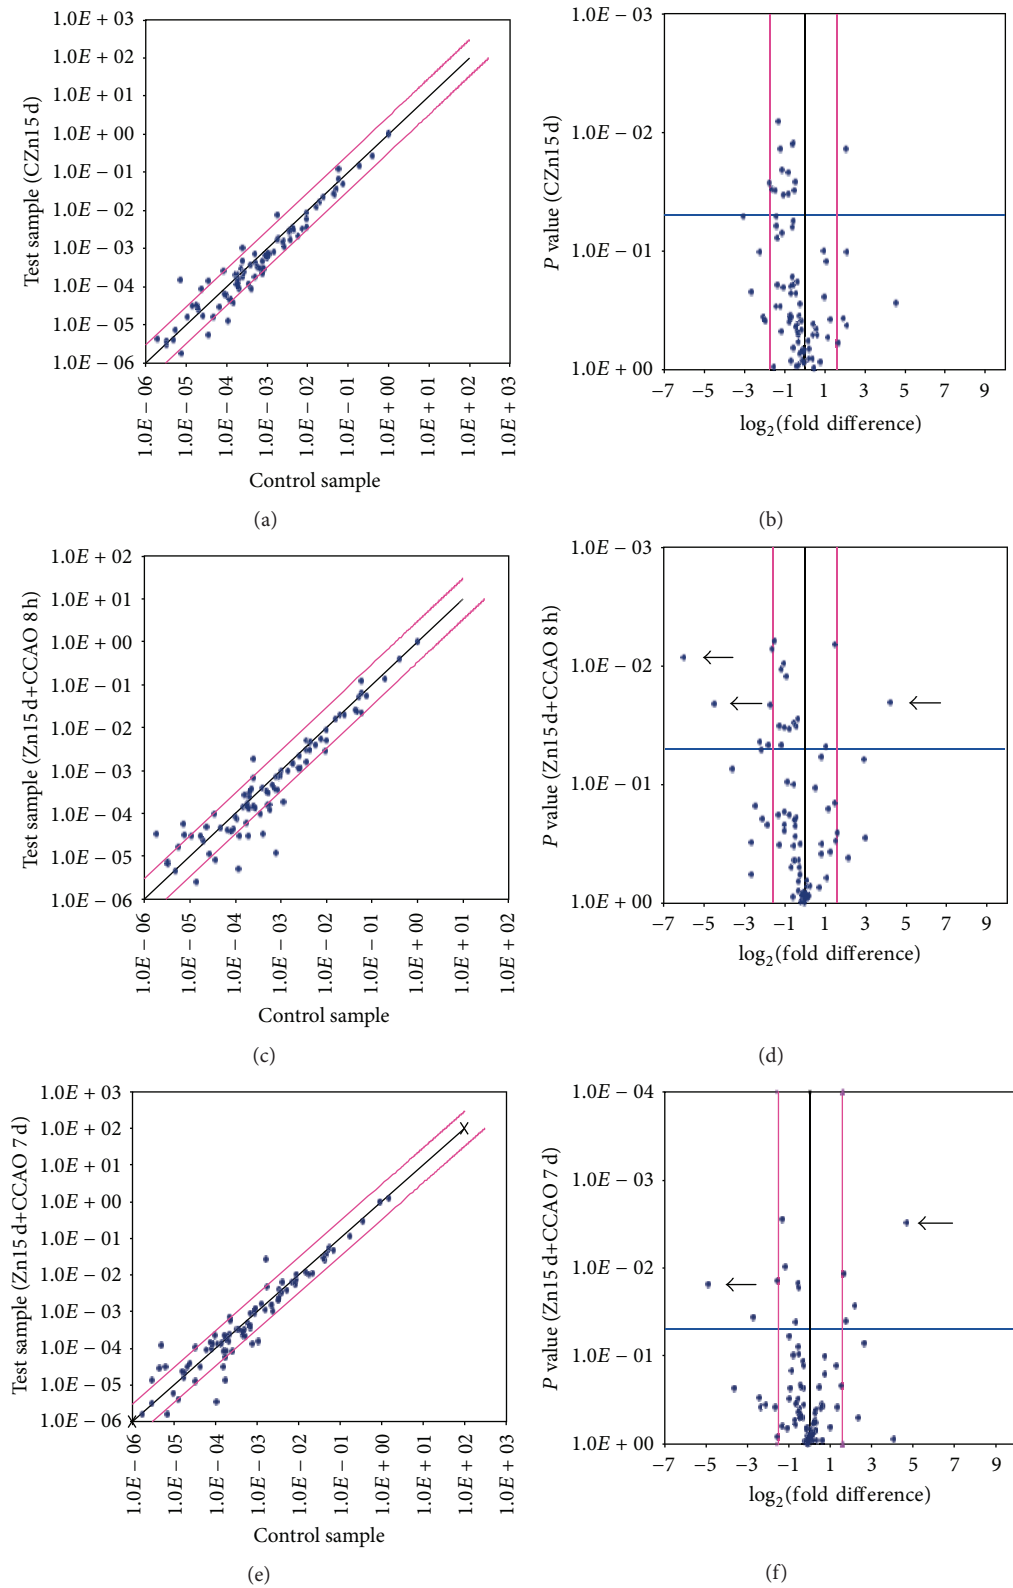 1.0E + 03
1.0E + 02
1.0E + 01
1.0E + 00
1.0E − 01
1.0E − 02
1.0E − 03
1.0E − 04
1.0E − 05
1.0E − 06
Test sample (CZn15 d)
1.0E − 06
1.0E − 05
1.0E − 04
1.0E − 03
1.0E − 02
1.0E − 01
1.0E + 00
1.0E + 01
1.0E + 02
1.0E + 03
Control sample
(a)
1.0E − 03
1.0E − 02
1.0E − 01
1.0E + 00
P value (CZn15 d)
−7 −5 −3 −1 1 3 5 7 9
log2(fold difference)
(b)
1.0E + 02
1.0E + 01
1.0E + 00
1.0E − 01
1.0E − 02
1.0E − 03
1.0E − 04
1.0E − 05
1.0E − 06
Test sample (Zn15 d+CCAO 8 h)
1.0E − 06
1.0E − 05
1.0E − 04
1.0E − 03
1.0E − 02
1.0E − 01
1.0E + 00
1.0E + 01
1.0E + 02
Control sample
(c)
1.0E − 03
1.0E − 02
1.0E − 01
1.0E + 00
P value (Zn15 d+CCAO 8h)
−7 −5 −3 −1 1 3 5 7 9
log2(fold difference)
(d)
1.0E + 03
1.0E + 02
1.0E + 01
1.0E + 00
1.0E − 01
1.0E − 02
1.0E − 03
1.0E − 04
1.0E − 05
1.0E − 06
Test sample (Zn15 d+CCAO 7 d)
1.0E − 06
1.0E − 05
1.0E − 04
1.0E − 03
1.0E − 02
1.0E − 01
1.0E + 00
1.0E + 01
1.0E + 02
1.0E + 03
Control sample
(e)
1.0E − 04
1.0E − 03
1.0E − 02
1.0E − 01
1.0E + 00
P value (Zn15 d+CCAO 7 d)
−7 −5 −3 −1 1 3 5 7 9
log2(fold difference)
(f)